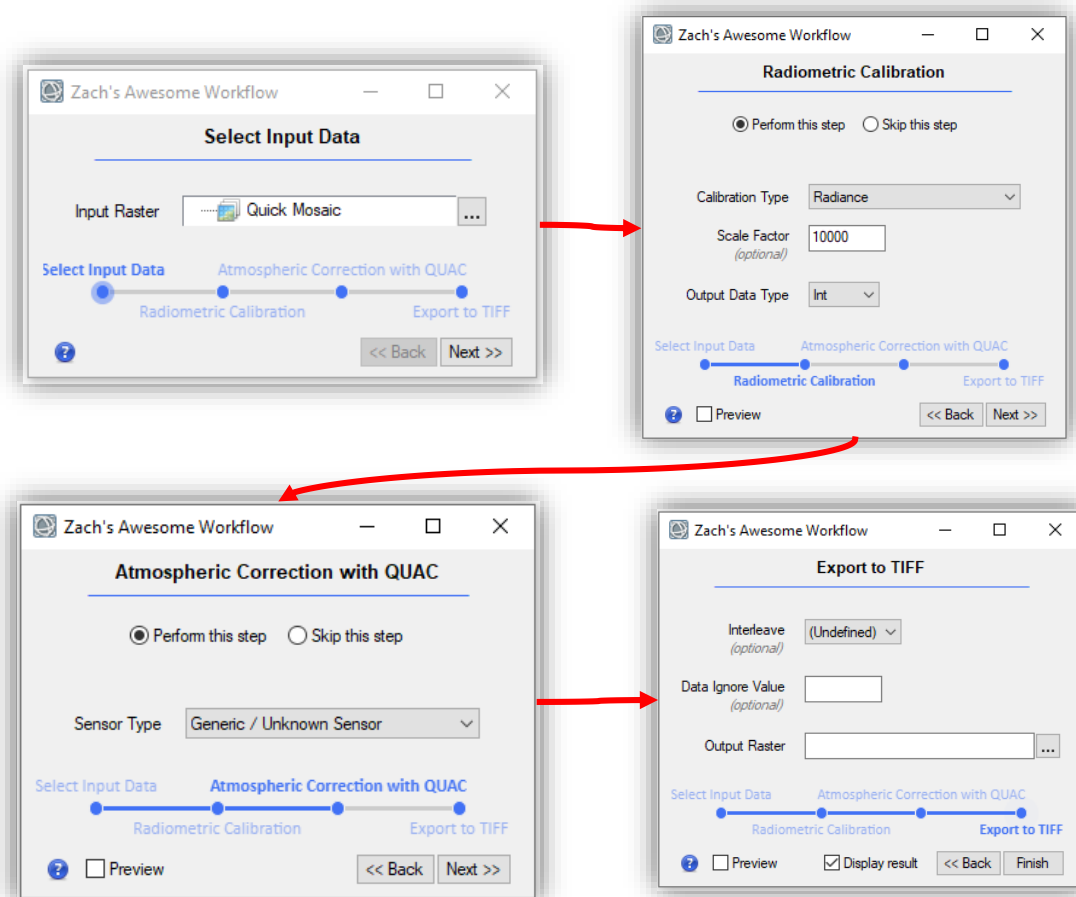 Zach's Awesome Workflow
Select Input Data
Input Raster Quick Mosaic ...
Select Input Data Atmospheric Correction with QUAC
Radiometric Calibration Export to TIFF
? << Back Next >>
Zach's Awesome Workflow
Radiometric Calibration
Perform this step Skip this step
Calibration Type Radiance
Scale Factor 10000
(optional)
Output Data Type Int
Select Input Data Atmospheric Correction with QUAC
Radiometric Calibration Export to TIFF
? Preview << Back Next >>
Zach's Awesome Workflow
Atmospheric Correction with QUAC
Perform this step Skip this step
Sensor Type Generic / Unknown Sensor
Select Input Data Atmospheric Correction with QUAC
Radiometric Calibration Export to TIFF
? Preview << Back Next >>
Zach's Awesome Workflow
Export to TIFF
Interleave (Undefined)
(optional)
Data Ignore Value
(optional)
Output Raster ...
Select Input Data Atmospheric Correction with QUAC
Radiometric Calibration Export to TIFF
? Preview Display result << Back Finish